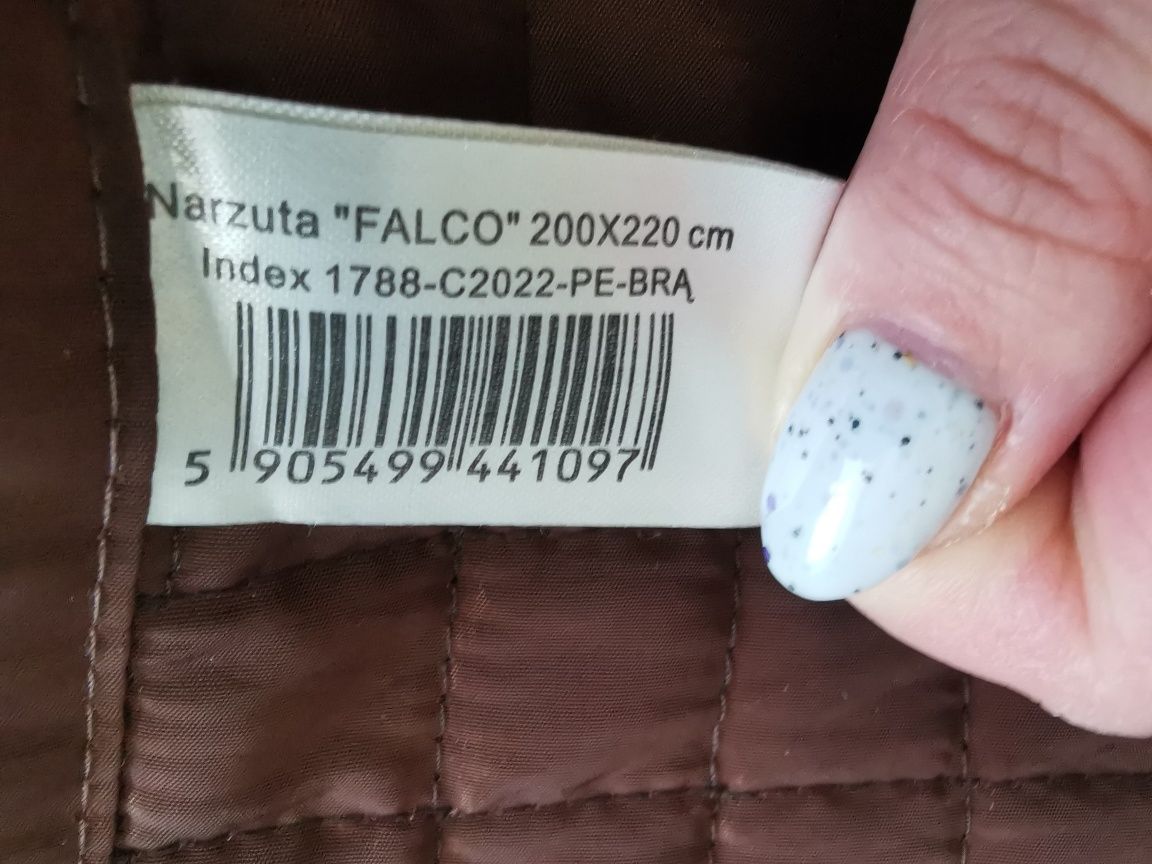 Narzuta "FALCO" 200X220 cm
Index 1788-C2022-PE-BRĄ
5 905499 441097